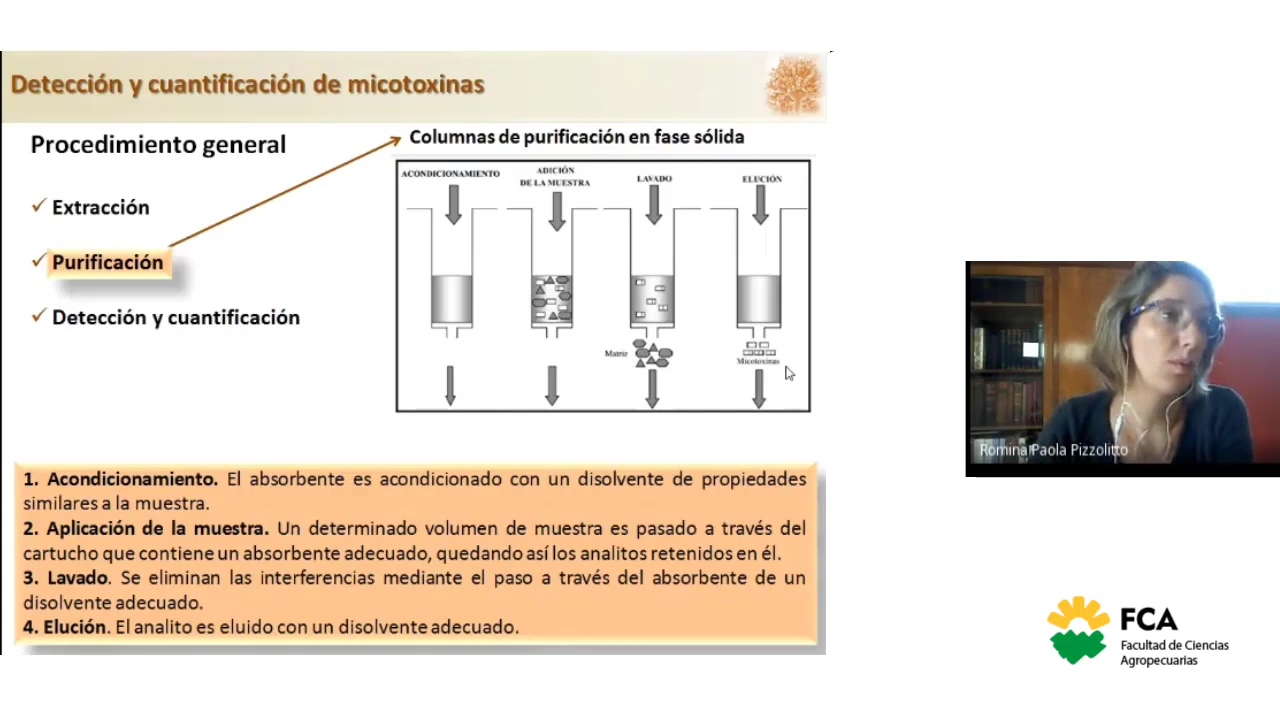 Detección y cuantificación de micotoxinas
Procedimiento general
Columnas de purificación en fase sólida
✓ Extracción
✓ Purificación
✓ Detección y cuantificación
ACONDICIONAMIENTO
ADICIÓN
DE LA MUESTRA
LAVADO
ELUCIÓN
Matriz
Micotoxinas
1. Acondicionamiento. El absorbente es acondicionado con un disolvente de propiedades
similares a la muestra.
2. Aplicación de la muestra. Un determinado volumen de muestra es pasado a través del
cartucho que contiene un absorbente adecuado, quedando así los analitos retenidos en él.
3. Lavado. Se eliminan las interferencias mediante el paso a través del absorbente de un
disolvente adecuado.
4. Elución. El analito es eluido con un disolvente adecuado.
Romina Paola Pizzolitto
FCA
Facultad de Ciencias
Agropecuarias